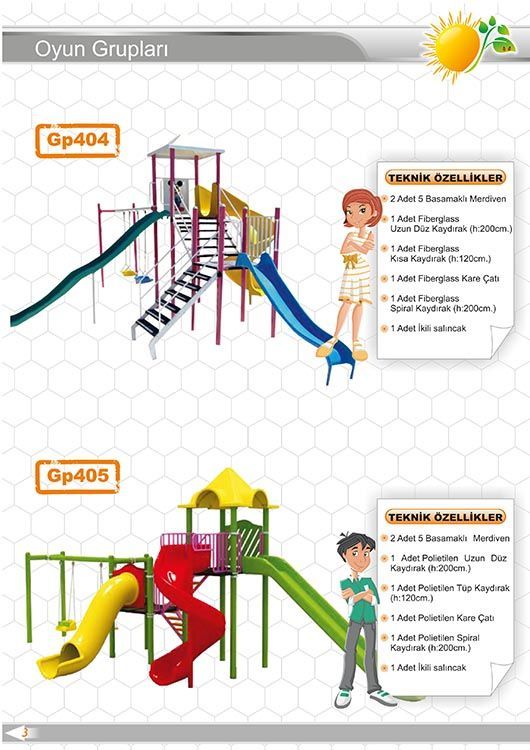 Oyun Grupları
Gp404
TEKNİK ÖZELLİKLER
2 Adet 5 Basamaklı Merdiven
1 Adet Fiberglass
Uzun Düz Kaydırak (h:200cm.)
1 Adet Fiberglass
Kısa Kaydırak (h:120cm.)
1 Adet Fiberglass Kare Çatı
1 Adet Fiberglass
Spiral Kaydırak (h:200cm.)
1 Adet İkili salıncak
Gp405
TEKNİK ÖZELLİKLER
2 Adet 5 Basamaklı Merdiven
1 Adet Polietilen Uzun Düz
Kaydırak (h:200cm.)
1 Adet Polietilen Tüp Kaydırak
(h:120cm.)
1 Adet Polietilen Kare Çatı
1 Adet Polietilen Spiral
Kaydırak (h:200cm.)
1 Adet İkili salıncak
3